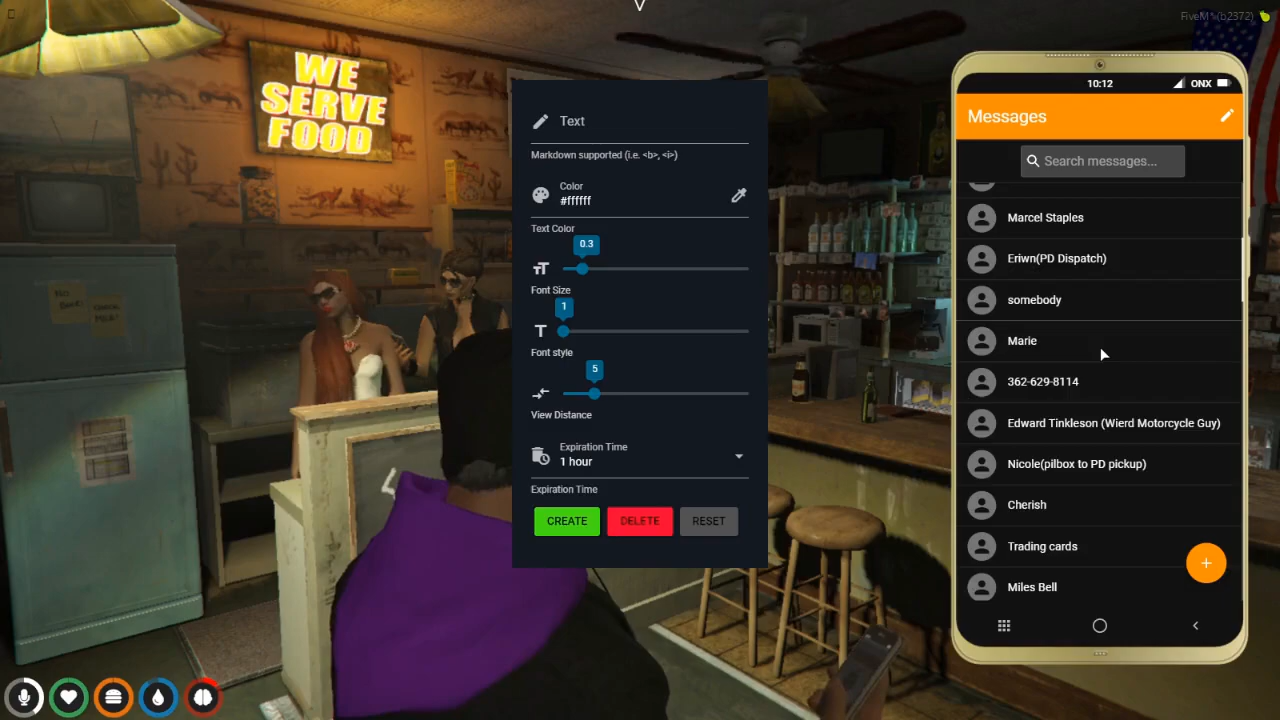 FiveM® (b2372)
WE
SERVE
FOOD
Text
Markdown supported (i.e. <b>, <i>)
Color
#ffffff
Text Color
0.3
Font Size
1
Font style
5
View Distance
Expiration Time
1 hour
Expiration Time
CREATE
DELETE
RESET
10:12
ONX
Messages
Search messages...
Marcel Staples
Eriwn(PD Dispatch)
somebody
Marie
362-629-8114
Edward Tinkleson (Wierd Motorcycle Guy)
Nicole(pilbox to PD pickup)
Cherish
Trading cards
Miles Bell